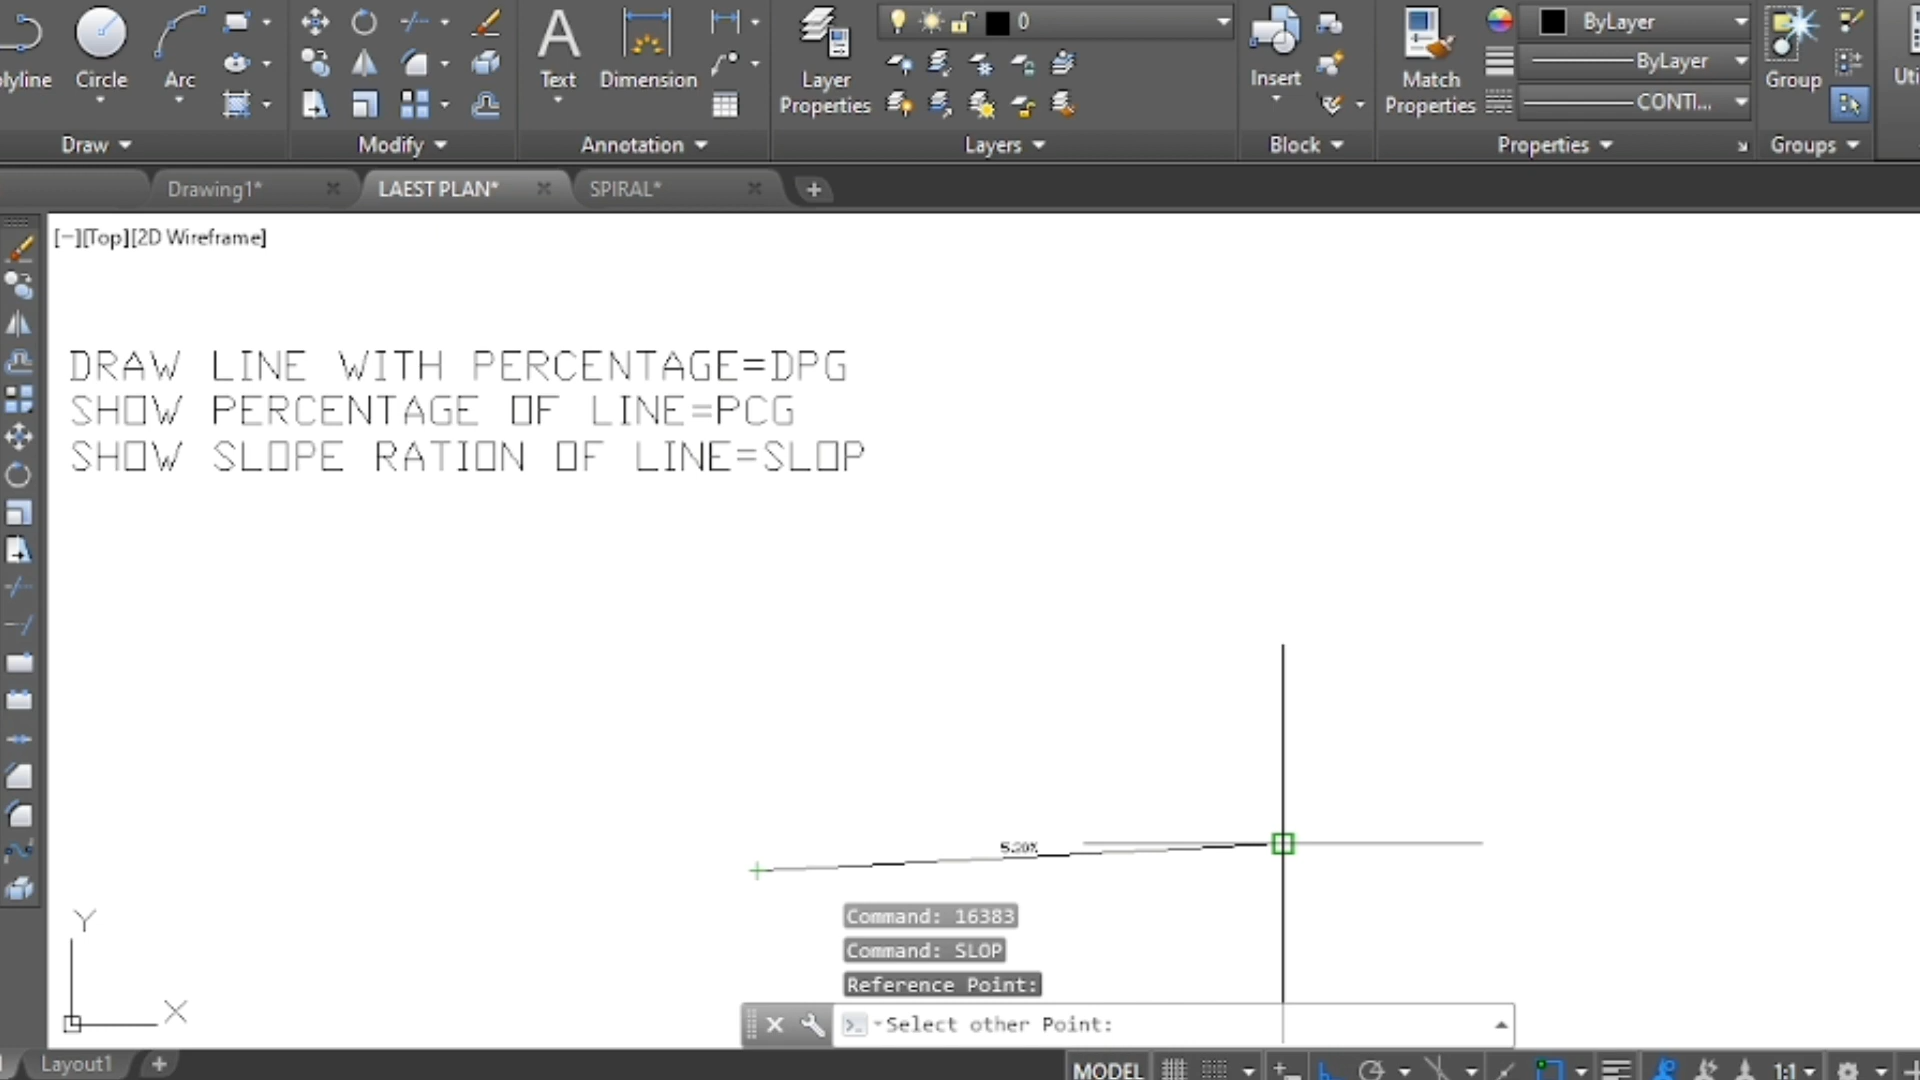 Circle
Arc
Text
Dimension
Layer
Properties
0
Insert
Match
Properties
ByLayer
ByLayer
CONTI...
Group
Draw
Modify
Annotation
Layers
Block
Properties
Groups
Drawing1*
LAEST PLAN*
SPIRAL*
[−][Top][2D Wireframe]
DRAW LINE WITH PERCENTAGE=DPG
SHOW PERCENTAGE OF LINE=PCG
SHOW SLOPE RATION OF LINE=SLOP
5.20%
Y
X
Command: 16383
Command: SLOP
Reference Point:
Select other Point:
Layout1
MODEL
1:1